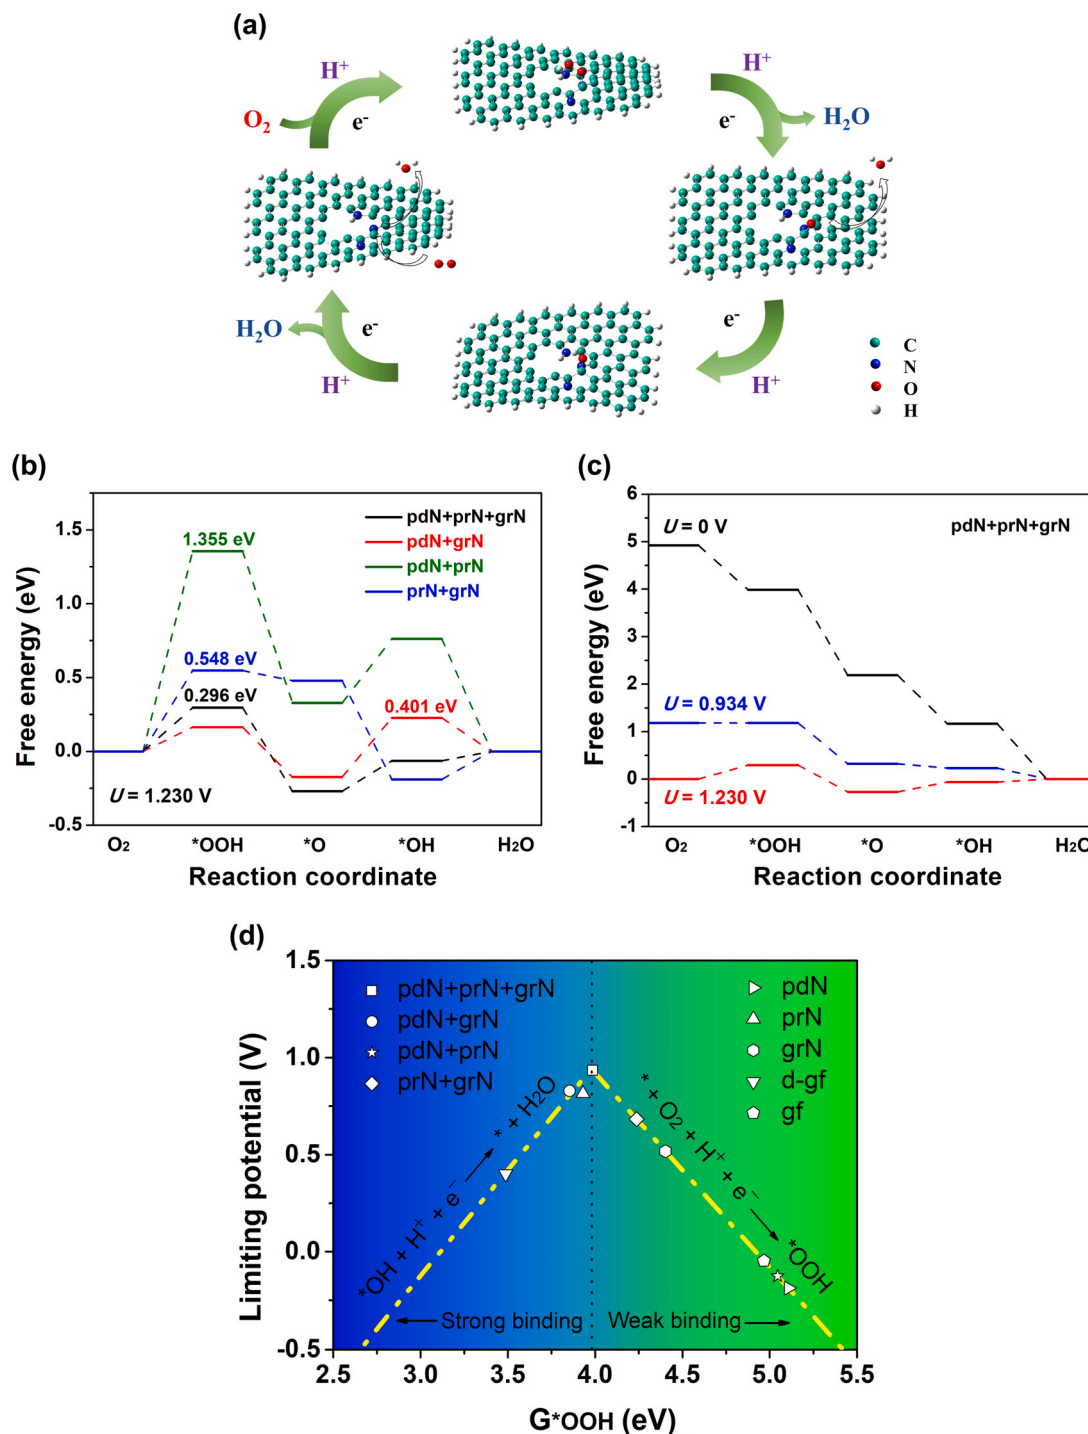 (a)
H+
H+
O2
e-
e-
H2O
H2O
e-
e-
H+
H+
C
N
O
H
(b)
1.5
1.0
0.5
0.0
-0.5
Free energy (eV)
1.355 eV
0.548 eV
0.296 eV
0.401 eV
pdN+prN+grN
pdN+grN
pdN+prN
prN+grN
U = 1.230 V
O2 *OOH *O *OH H2O
Reaction coordinate
(c)
6
5
4
3
2
1
0
-1
Free energy (eV)
U = 0 V
pdN+prN+grN
U = 0.934 V
U = 1.230 V
O2 *OOH *O *OH H2O
Reaction coordinate
(d)
1.5
1.0
0.5
0.0
-0.5
Limiting potential (V)
pdN+prN+grN
pdN+grN
pdN+prN
prN+grN
pdN
prN
grN
d-gf
gf
*OH + H+ + e- → * + H2O
* + O2 + H+ + e- → *OOH
← Strong binding
Weak binding →
2.5 3.0 3.5 4.0 4.5 5.0 5.5
G*OOH (eV)